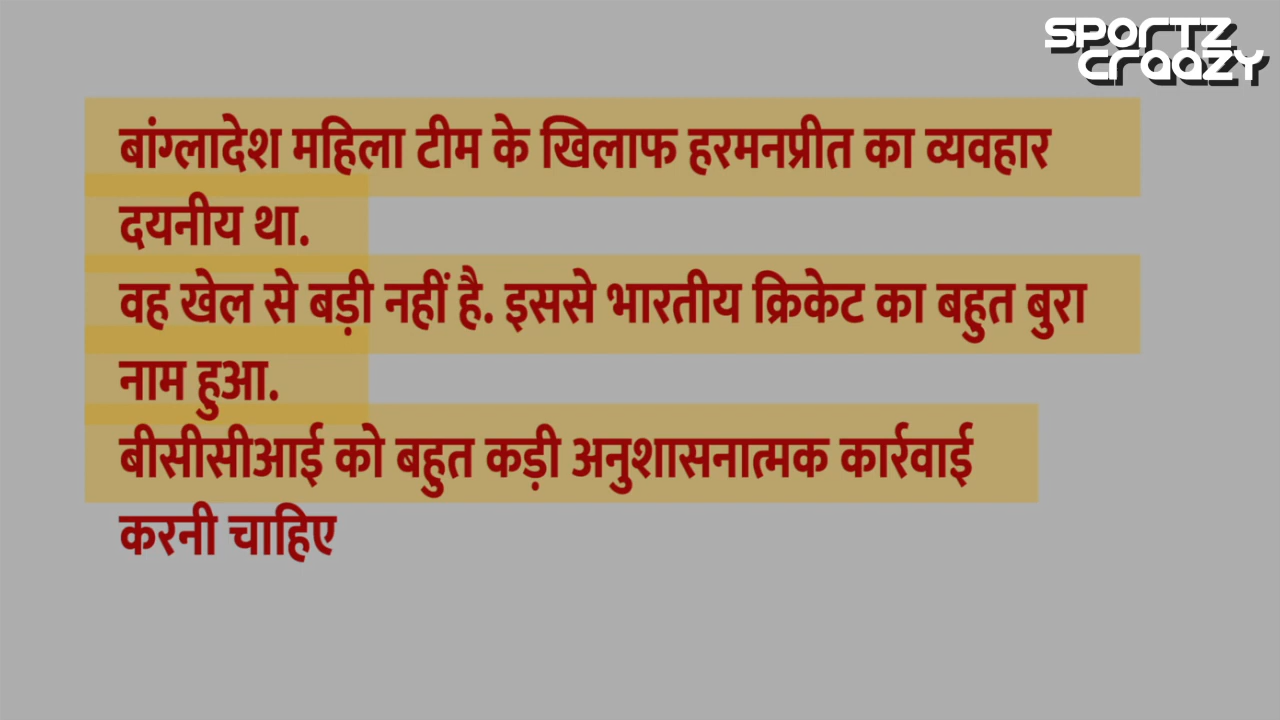 SPORTZ
CRAAZY
बांग्लादेश महिला टीम के खिलाफ हरमनप्रीत का व्यवहार
दयनीय था.
वह खेल से बड़ी नहीं है. इससे भारतीय क्रिकेट का बहुत बुरा
नाम हुआ.
बीसीसीआई को बहुत कड़ी अनुशासनात्मक कार्रवाई
करनी चाहिए